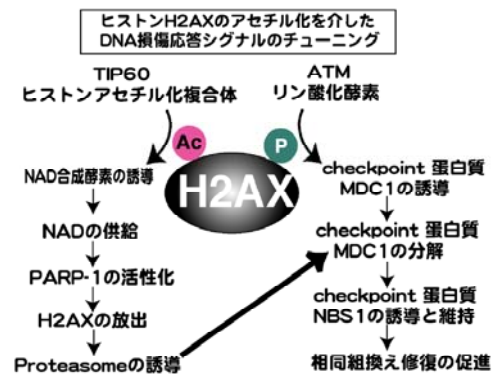 ヒストンH2AXのアセチル化を介した
DNA損傷応答シグナルのチューニング
TIP60
ヒストンアセチル化複合体
ATM
リン酸化酵素
Ac
P
H2AX
NAD合成酵素の誘導
NADの供給
PARP-1の活性化
H2AXの放出
Proteasomeの誘導
checkpoint 蛋白質
MDC1の誘導
checkpoint 蛋白質
MDC1の分解
checkpoint 蛋白質
NBS1の誘導と維持
相同組換え修復の促進